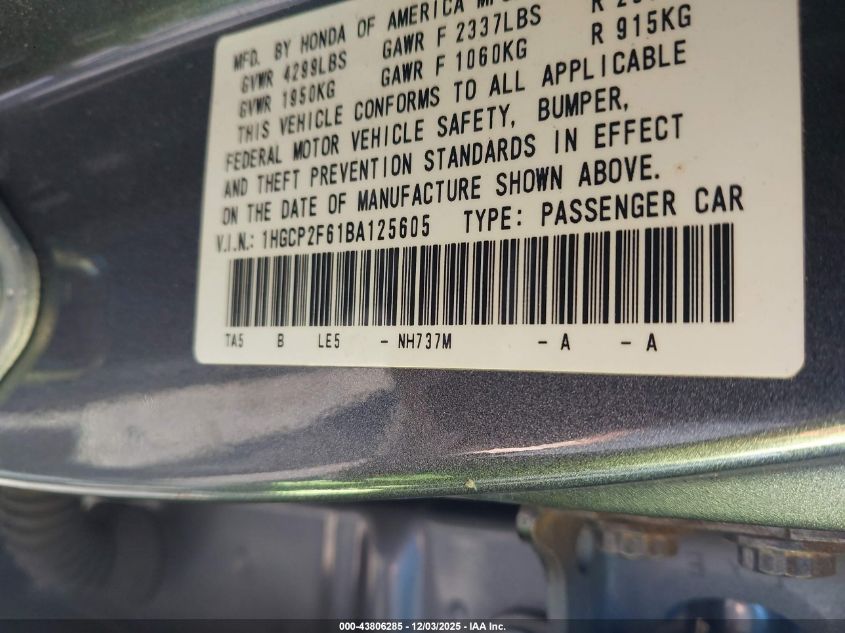 MFD. BY HONDA OF AMERICA
GVWR 4299LBS GAWR F 2337LBS R
GVWR 1950KG GAWR F 1060KG R 915KG
THIS VEHICLE CONFORMS TO ALL APPLICABLE
FEDERAL MOTOR VEHICLE SAFETY, BUMPER,
AND THEFT PREVENTION STANDARDS IN EFFECT
ON THE DATE OF MANUFACTURE SHOWN ABOVE.
V.I.N.: 1HGCP2F61BA125605 TYPE: PASSENGER CAR
TA5 B LE5 - NH737M - A - A
000-43806285 - 12/03/2025 - IAA Inc.